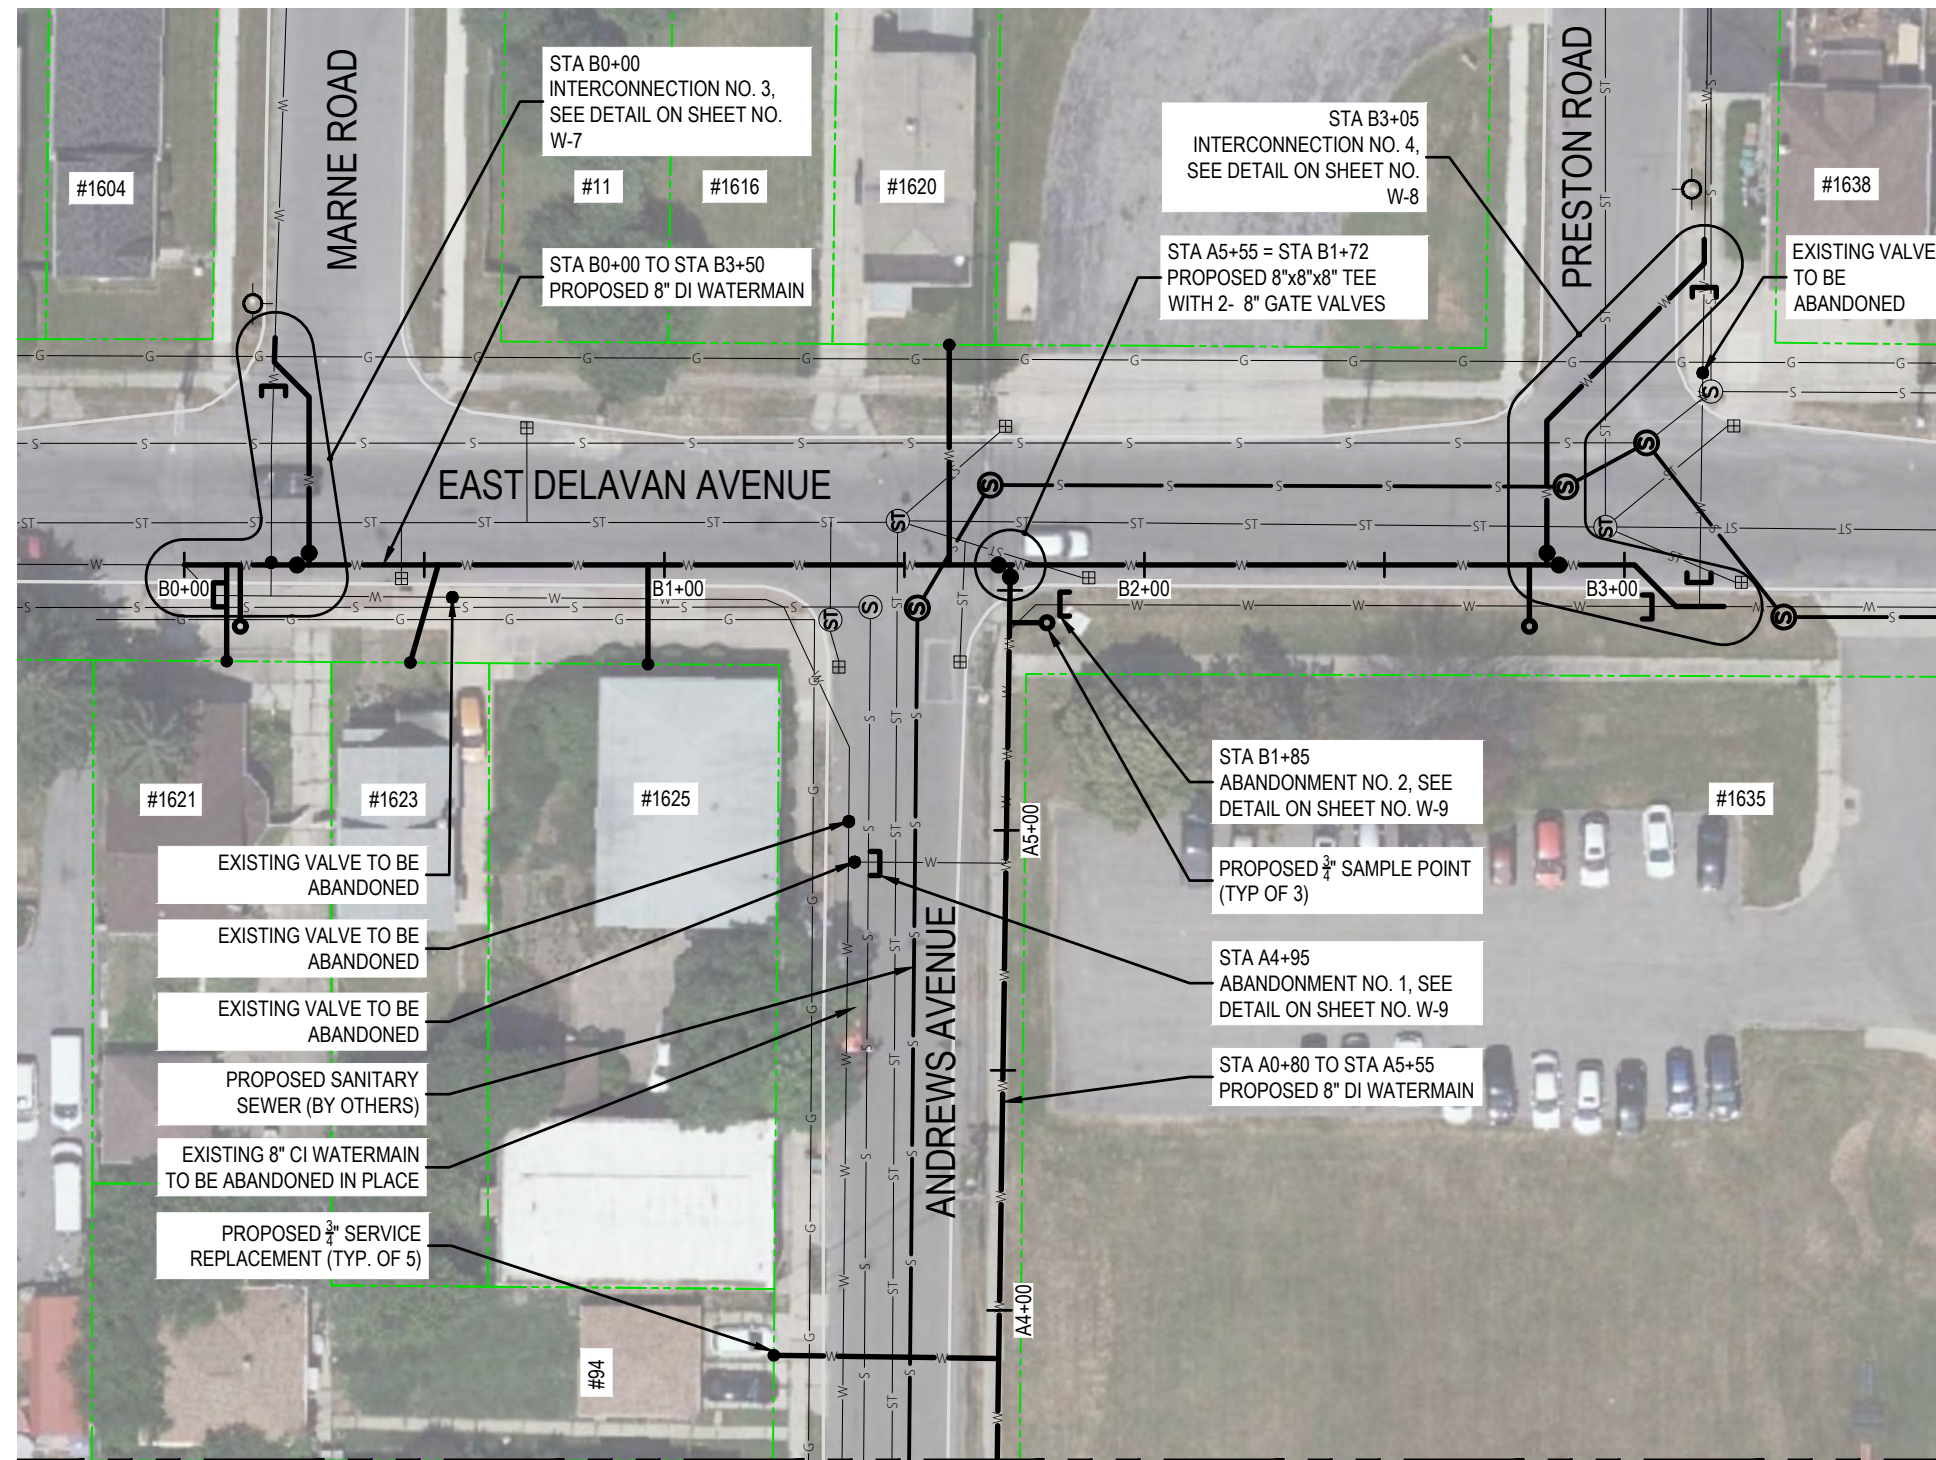 STA B0+00
INTERCONNECTION NO. 3,
SEE DETAIL ON SHEET NO.
W-7
MARNE ROAD
PRESTON ROAD
STA B3+05
INTERCONNECTION NO. 4,
SEE DETAIL ON SHEET NO.
W-8
#1604
#11
#1616
#1620
#1638
STA B0+00 TO STA B3+50
PROPOSED 8" DI WATERMAIN
STA A5+55 = STA B1+72
PROPOSED 8"x8"x8" TEE
WITH 2- 8" GATE VALVES
EXISTING VALVE
TO BE
ABANDONED
EAST DELAVAN AVENUE
B0+00
B1+00
B2+00
B3+00
#1621
#1623
#1625
#1635
STA B1+85
ABANDONMENT NO. 2, SEE
DETAIL ON SHEET NO. W-9
A5+00
EXISTING VALVE TO BE
ABANDONED
PROPOSED 3/4" SAMPLE POINT
(TYP OF 3)
EXISTING VALVE TO BE
ABANDONED
STA A4+95
ABANDONMENT NO. 1, SEE
DETAIL ON SHEET NO. W-9
EXISTING VALVE TO BE
ABANDONED
ANDREWS AVENUE
PROPOSED SANITARY
SEWER (BY OTHERS)
STA A0+80 TO STA A5+55
PROPOSED 8" DI WATERMAIN
EXISTING 8" CI WATERMAIN
TO BE ABANDONED IN PLACE
PROPOSED 3/4" SERVICE
REPLACEMENT (TYP. OF 5)
A4+00
#94